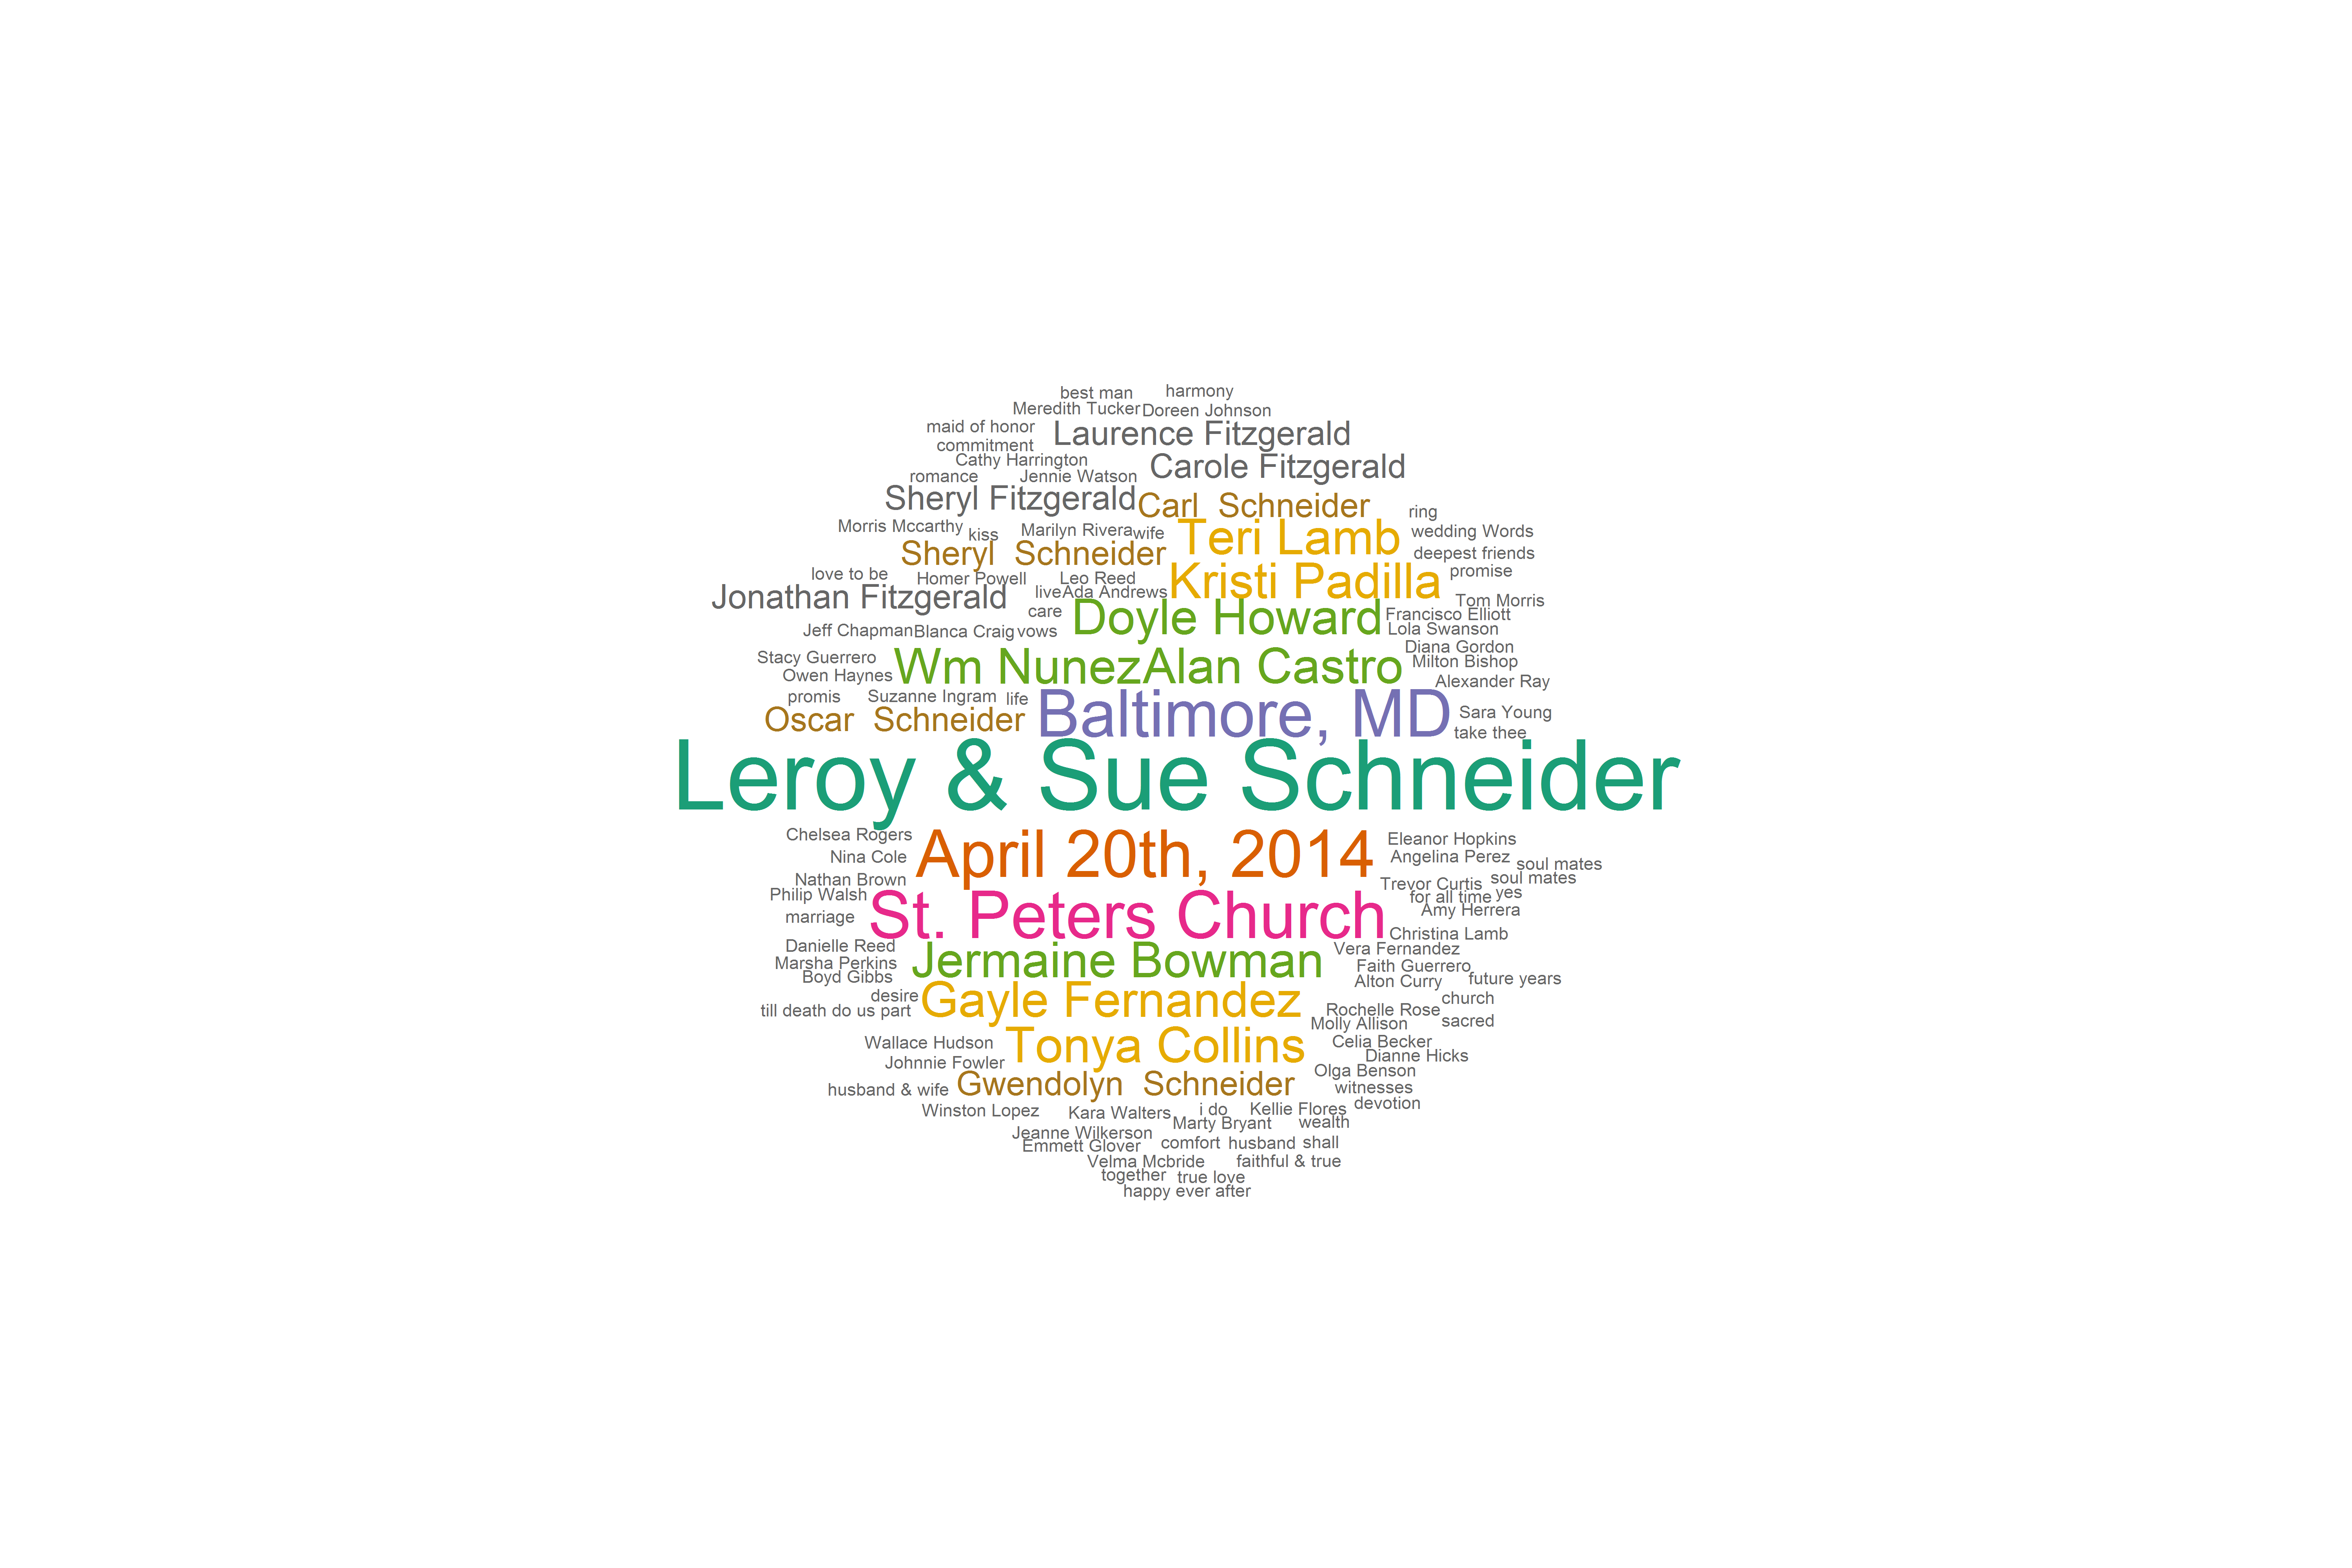 best man
harmony
Meredith Tucker
Doreen Johnson
maid of honor
Laurence Fitzgerald
commitment
Cathy Harrington
Carole Fitzgerald
romance
Jennie Watson
Sheryl Fitzgerald
Carl  Schneider
ring
Morris Mccarthy
kiss
Marilyn Rivera
wife
Teri Lamb
wedding Words
Sheryl  Schneider
deepest friends
love to be
Homer Powell
Leo Reed
Kristi Padilla
promise
Jonathan Fitzgerald
live
Ada Andrews
Tom Morris
care
Doyle Howard
Francisco Elliott
Jeff Chapman
Blanca Craig
vows
Lola Swanson
Diana Gordon
Stacy Guerrero
Wm Nunez
Alan Castro
Milton Bishop
Owen Haynes
Alexander Ray
promis
Suzanne Ingram
life
Oscar  Schneider
Baltimore, MD
Sara Young
take thee
Leroy & Sue Schneider
Chelsea Rogers
April 20th, 2014
Eleanor Hopkins
Nina Cole
Angelina Perez
soul mates
Nathan Brown
Trevor Curtis
soul mates
Philip Walsh
for all time
yes
marriage
St. Peters Church
Amy Herrera
Christina Lamb
Danielle Reed
Vera Fernandez
Marsha Perkins
Jermaine Bowman
Faith Guerrero
Boyd Gibbs
Alton Curry
future years
desire
Gayle Fernandez
church
till death do us part
Rochelle Rose
Molly Allison
sacred
Wallace Hudson
Tonya Collins
Celia Becker
Johnnie Fowler
Dianne Hicks
Olga Benson
husband & wife
Gwendolyn  Schneider
witnesses
Winston Lopez
Kara Walters
i do
Kellie Flores
devotion
Marty Bryant
wealth
Jeanne Wilkerson
Emmett Glover
comfort
husband
shall
Velma Mcbride
faithful & true
together
true love
happy ever after